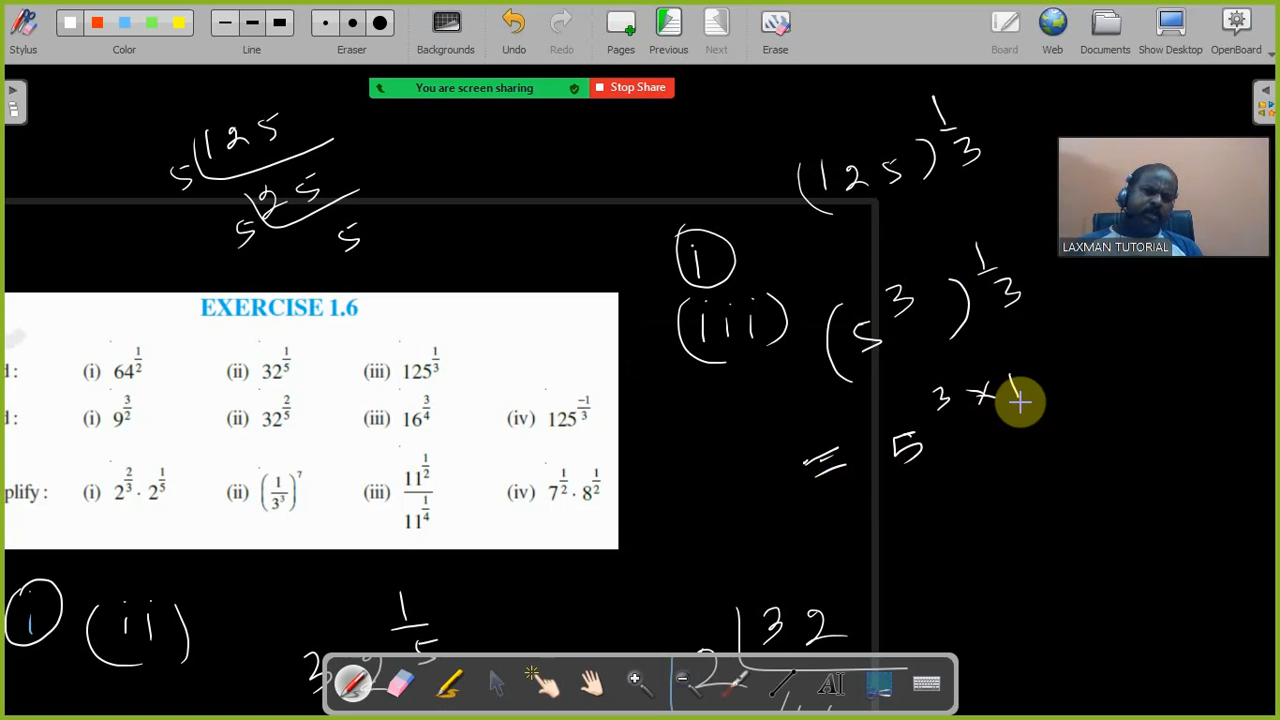 Stylus Color Line Eraser Backgrounds Undo Redo Pages Previous Next Erase Board Web Documents Show Desktop OpenBoard
You are screen sharing Stop Share
5 125
5 25
5
(125)^{1/3}
LAXMAN TUTORIAL
i
(iii) (5^3)^{1/3}
= 5^{3 ×
EXERCISE 1.6
d: (i) 64^{1/2} (ii) 32^{1/5} (iii) 125^{1/3}
d: (i) 9^{3/2} (ii) 32^{2/5} (iii) 16^{3/4} (iv) 125^{-1/3}
plify: (i) 2^{2/3} · 2^{1/5} (ii) (1/3^3)^7 (iii) 11^{1/2}/11^{1/4} (iv) 7^{1/2} · 8^{1/2}
i (ii) 32^{1/5}
2 32